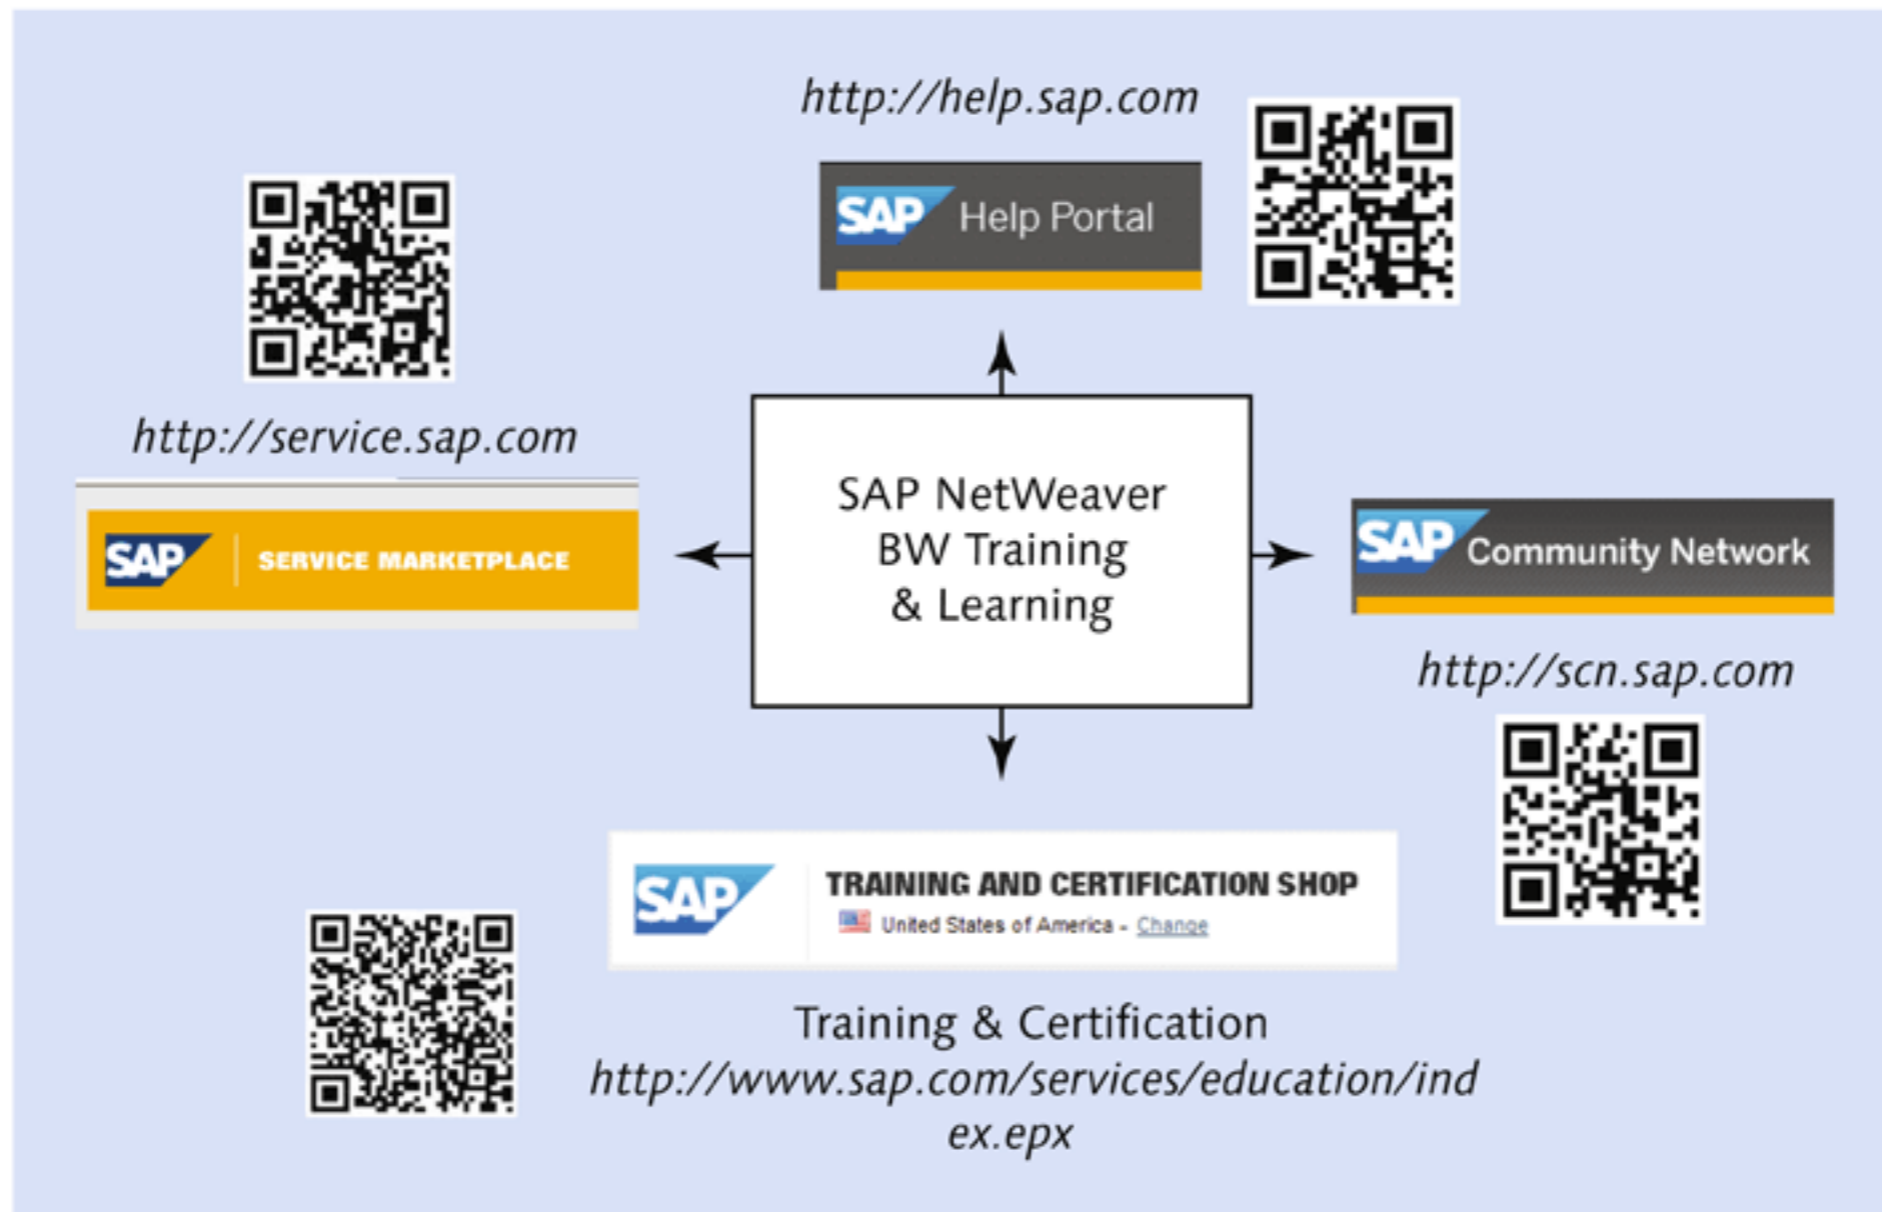 http://help.sap.com
SAP Help Portal
http://service.sap.com
SAP SERVICE MARKETPLACE
SAP NetWeaver
BW Training
& Learning
SAP Community Network
http://scn.sap.com
SAP TRAINING AND CERTIFICATION SHOP
United States of America - Change
Training & Certification
http://www.sap.com/services/education/ind
ex.epx